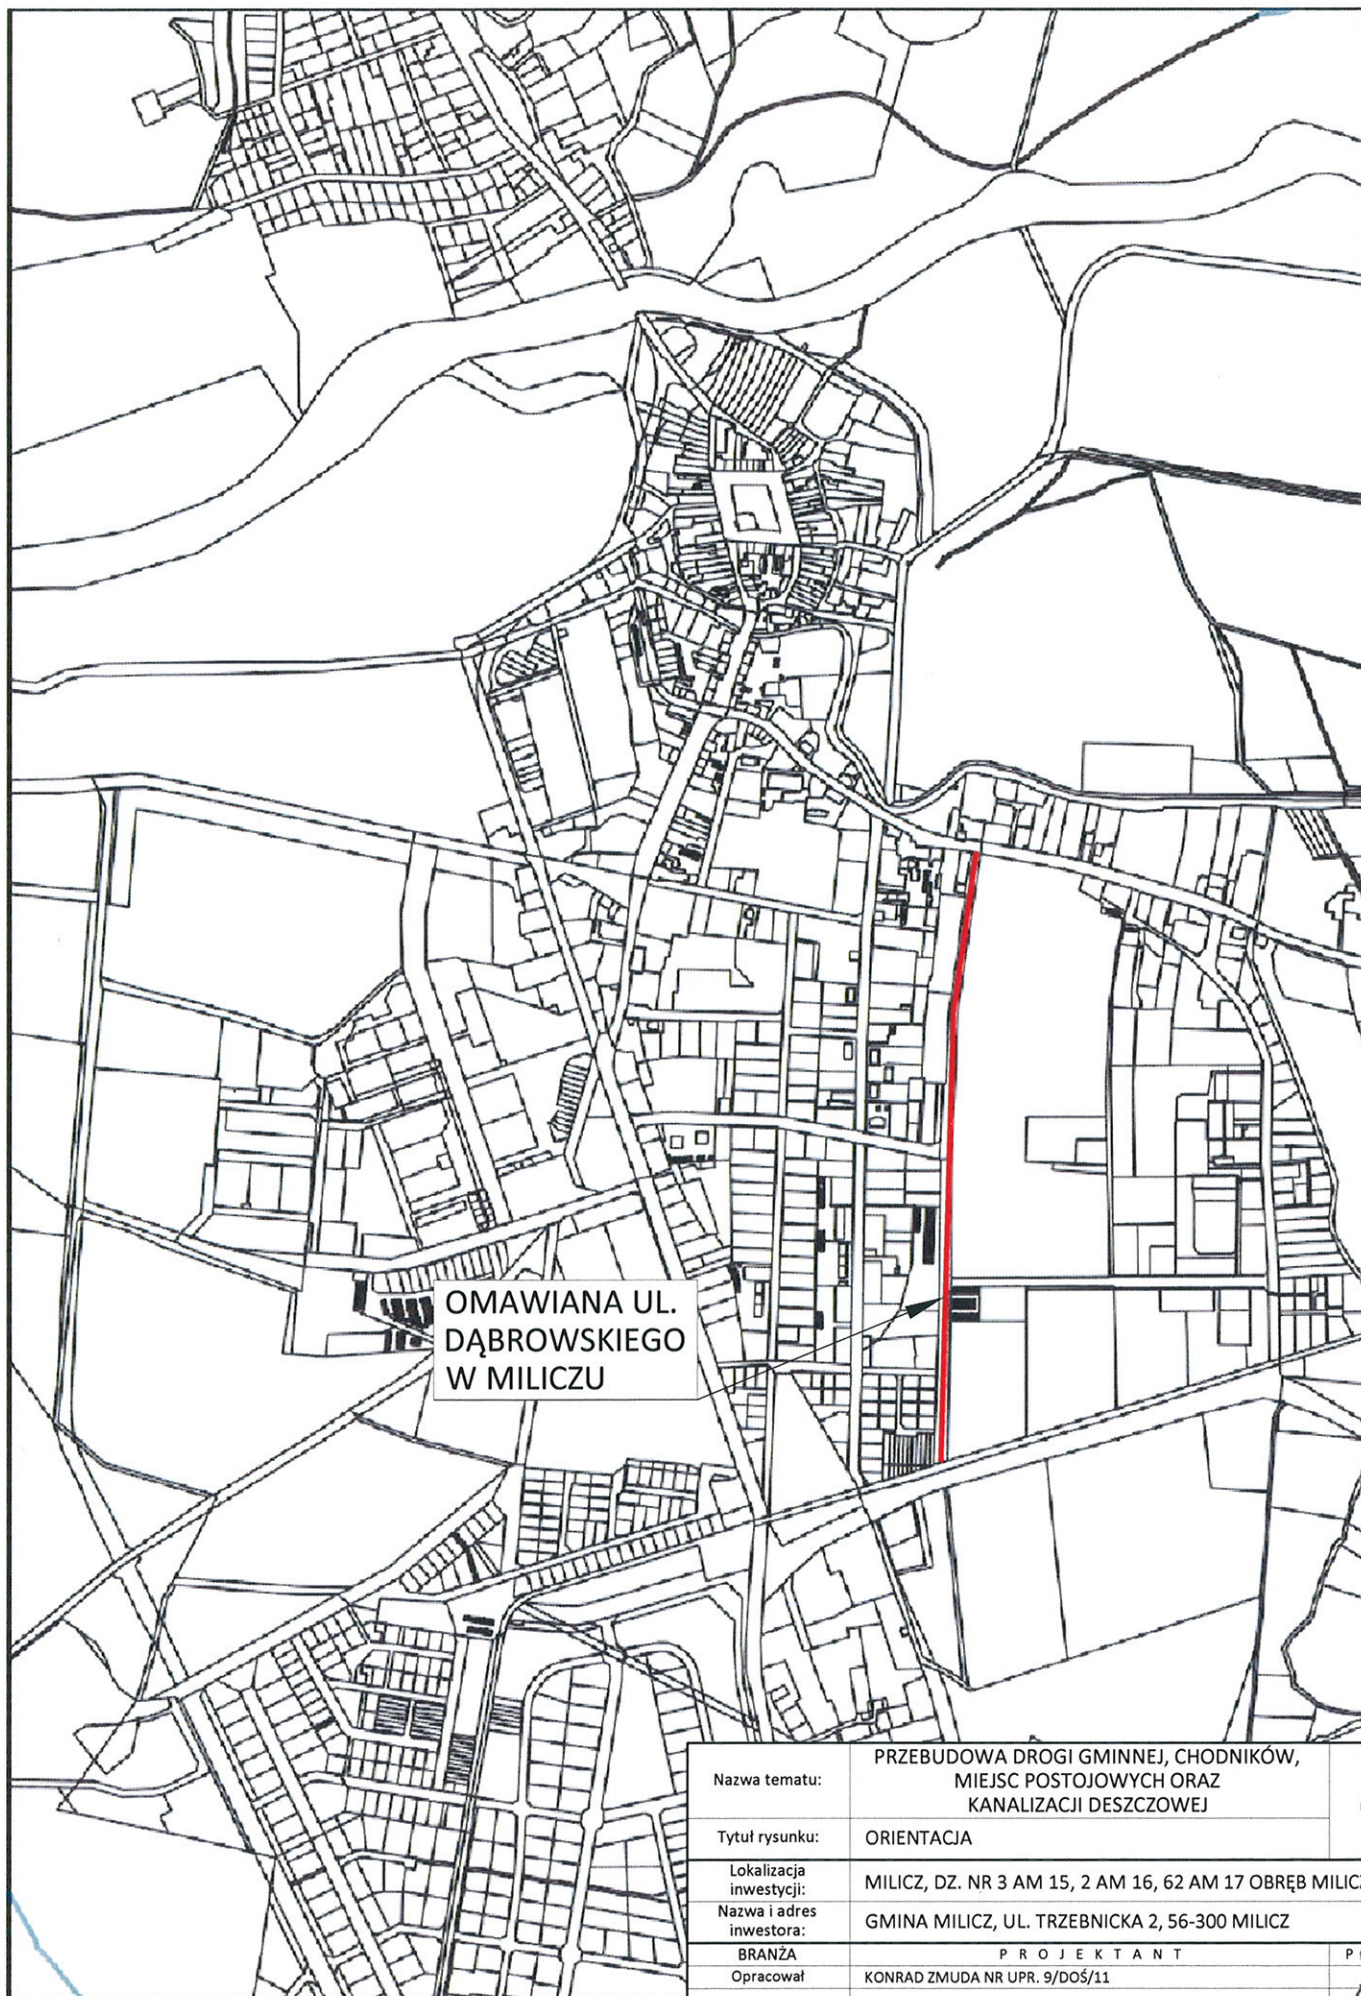 OMAWIANA UL.
DĄBROWSKIEGO
W MILICZU
Nazwa tematu:
PRZEBUDOWA DROGI GMINNEJ, CHODNIKÓW,
MIEJSC POSTOJOWYCH ORAZ
KANALIZACJI DESZCZOWEJ
Tytuł rysunku:
ORIENTACJA
Lokalizacja
inwestycji:
MILICZ, DZ. NR 3 AM 15, 2 AM 16, 62 AM 17 OBRĘB
Nazwa i adres
inwestora:
GMINA MILICZ, UL. TRZEBNICKA 2, 56-300 MILICZ
BRANŻA
P R O J E K T A N T
Opracował
KONRAD ZMUDA NR UPR. 9/DOŚ/11